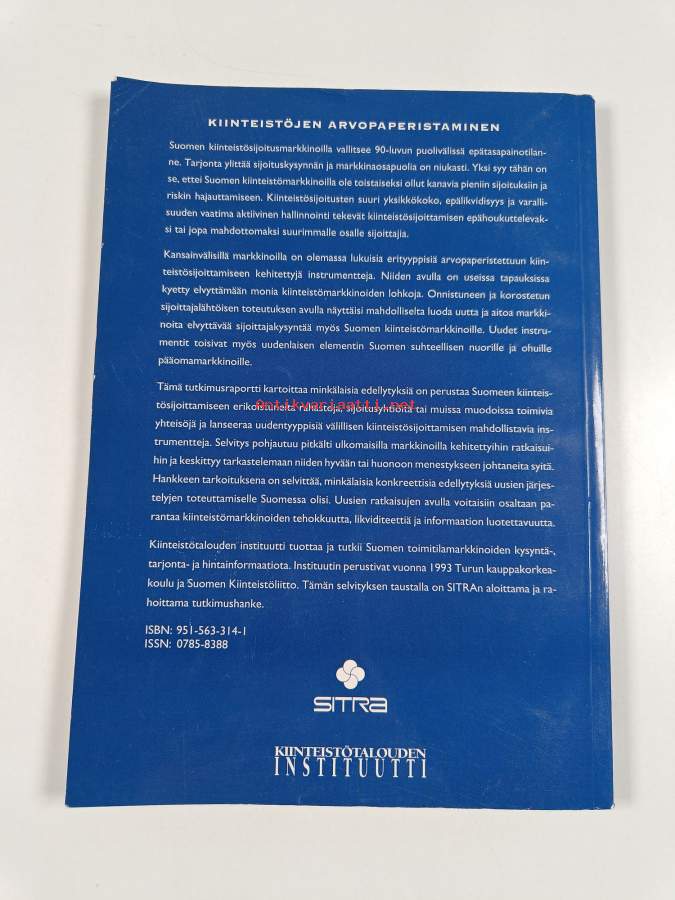 KIINTEISTÖJEN ARVOPAPERISTAMINEN
Suomen kiinteistösijoitusmarkkinoilla vallitsee 90-luvun puolivälissä epätasapainotilan-
ne. Tarjonta ylittää sijoituskysynnän ja markkinaosapuolia on niukasti. Yksi syy tähän on
se, ettei Suomen kiinteistömarkkinoilla ole toistaiseksi ollut kanavia pieniin sijoituksiin ja
riskin hajauttamiseen. Kiinteistösijoitusten suuri yksikkökoko, epälikvidisyys ja varalli-
suuden vaatima aktiivinen hallinnointi tekevät kiinteistösijoittamisen epähoukuttelevak-
si tai jopa mahdottomaksi suurimmalle osalle sijoittajia.
Kansainvälisillä markkinoilla on olemassa lukuisia erityyppisiä arvopaperistettuun kiin-
teistösijoittamiseen kehitettyjä instrumentteja. Niiden avulla on useissa tapauksissa
kyetty elvyttämään monia kiinteistömarkkinoiden lohkoja. Onnistuneen ja korostetun
sijoittajalähtöisen toteutuksen avulla näyttäisi mahdolliselta luoda uutta ja aitoa markki-
noita elvyttävää sijoittajakysyntää myös Suomen kiinteistömarkkinoille. Uudet instru-
mentit toisivat myös uudenlaisen elementin Suomen suhteellisen nuorille ja ohuille
pääomamarkkinoille.
Tämä tutkimusraportti kartoittaa minkälaisia edellytyksiä on perustaa Suomeen kiinteis-
tösijoittamiseen erikoistuneita rahastoja, sijoitusyhtiöitä tai muissa muodoissa toimivia
Antikvariaatti.net
yhteisöjä ja lanseeraa uudentyyppisiä välillisen kiinteistösijoittamisen mahdollistavia ins-
trumentteja. Selvitys pohjautuu pitkälti ulkomaisilla markkinoilla kehitettyihin ratkaisui-
hin ja keskittyy tarkastelemaan niiden hyvään tai huonoon menestykseen johtaneita syitä.
Hankkeen tarkoituksena on selvittää, minkälaisia konkreettisia edellytyksiä uusien järjes-
telyjen toteuttamiselle Suomessa olisi. Uusien ratkaisujen avulla voitaisiin osaltaan pa-
rantaa kiinteistömarkkinoiden tehokkuutta, likviditeettiä ja informaation luotettavuutta.
Kiinteistötalouden instituutti tuottaa ja tutkii Suomen toimitilamarkkinoiden kysyntä-,
tarjonta- ja hintainformaatiota. Instituutin perustivat vuonna 1993 Turun kauppakorkea-
koulu ja Suomen Kiinteistöliitto. Tämän selvityksen taustalla on SITRAn aloittama ja ra-
hoittama tutkimushanke.
ISBN: 951-563-314-1
ISSN: 0785-8388
SITRA
KIINTEISTÖTALOUDEN
INSTITUUTTI